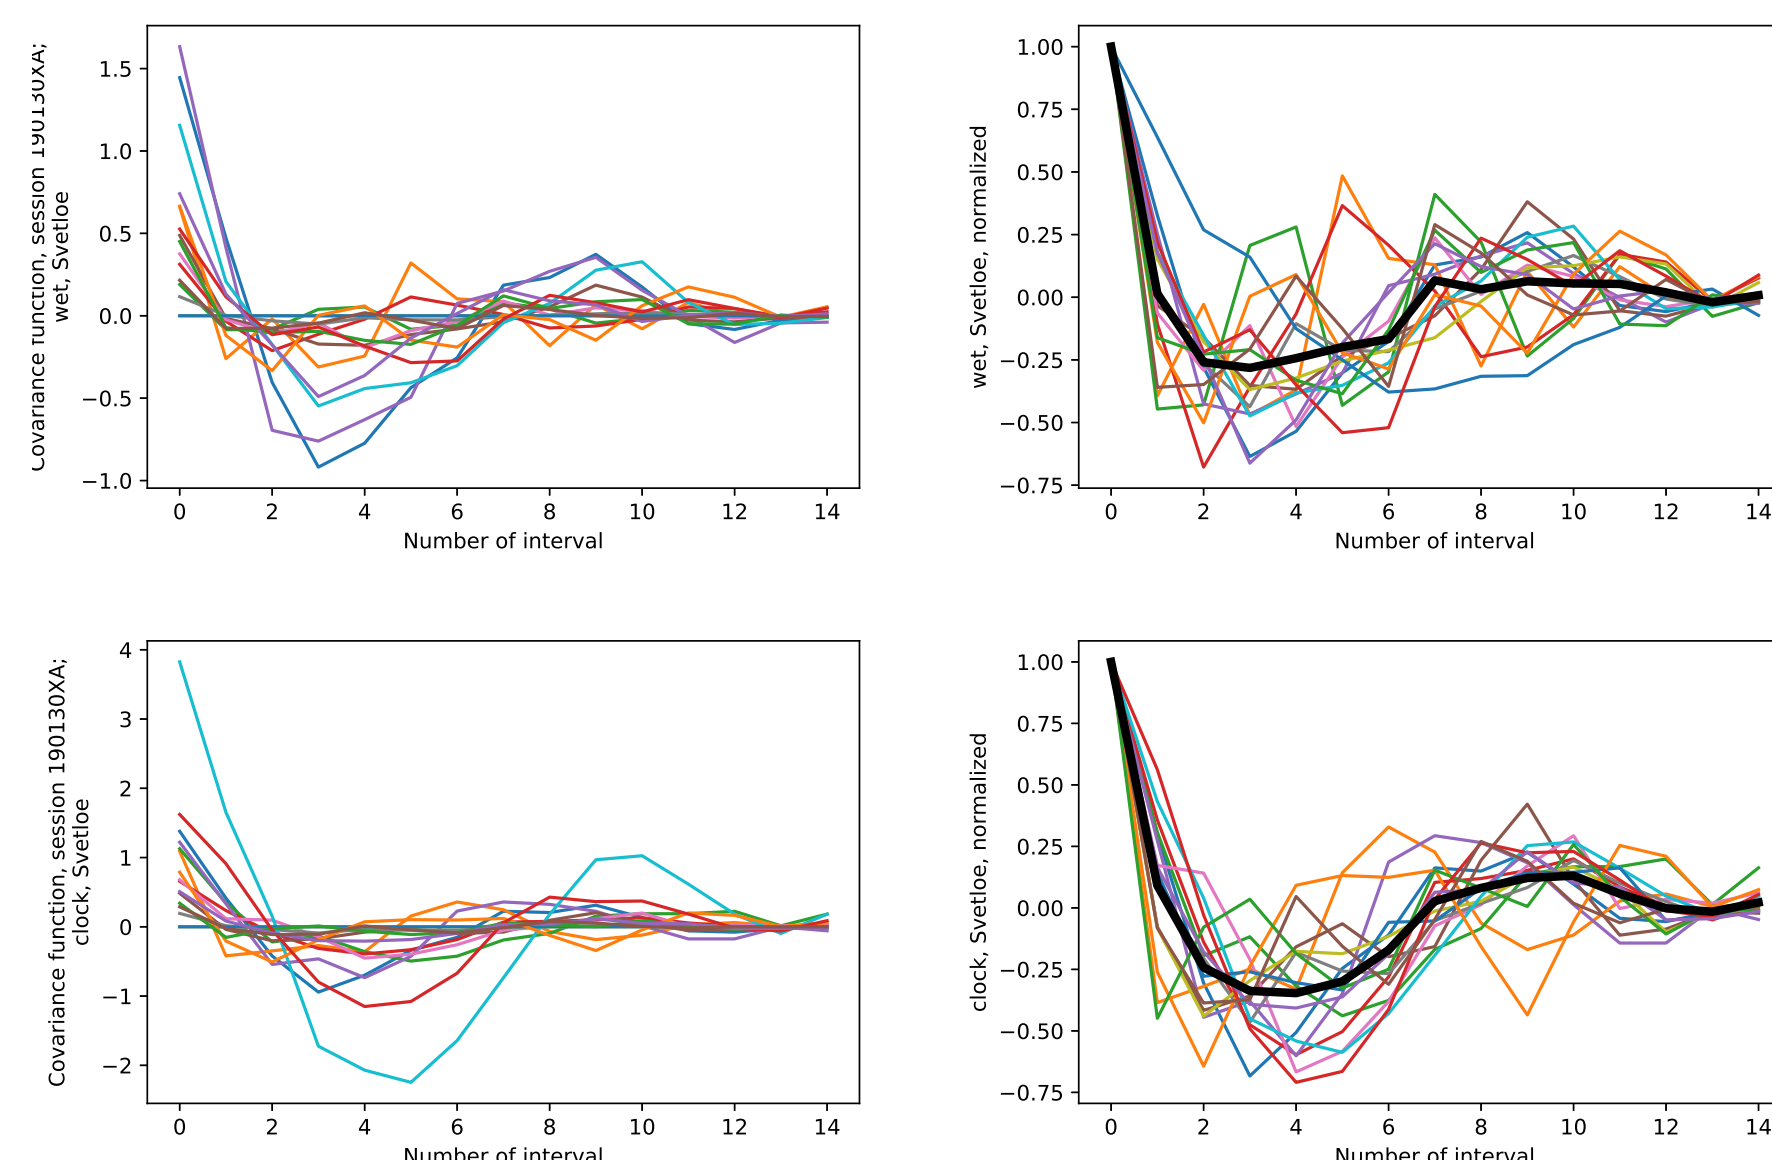 Covariance function, session 190130XA;
wet, Svetloe
1.5
1.0
0.5
0.0
−0.5
−1.0
0 2 4 6 8 10 12 14
Number of interval
wet, Svetloe, normalized
1.00
0.75
0.50
0.25
0.00
−0.25
−0.50
−0.75
0 2 4 6 8 10 12 14
Number of interval
Covariance function, session 190130XA;
clock, Svetloe
4
3
2
1
0
−1
−2
0 2 4 6 8 10 12 14
Number of interval
clock, Svetloe, normalized
1.00
0.75
0.50
0.25
0.00
−0.25
−0.50
−0.75
0 2 4 6 8 10 12 14
Number of interval